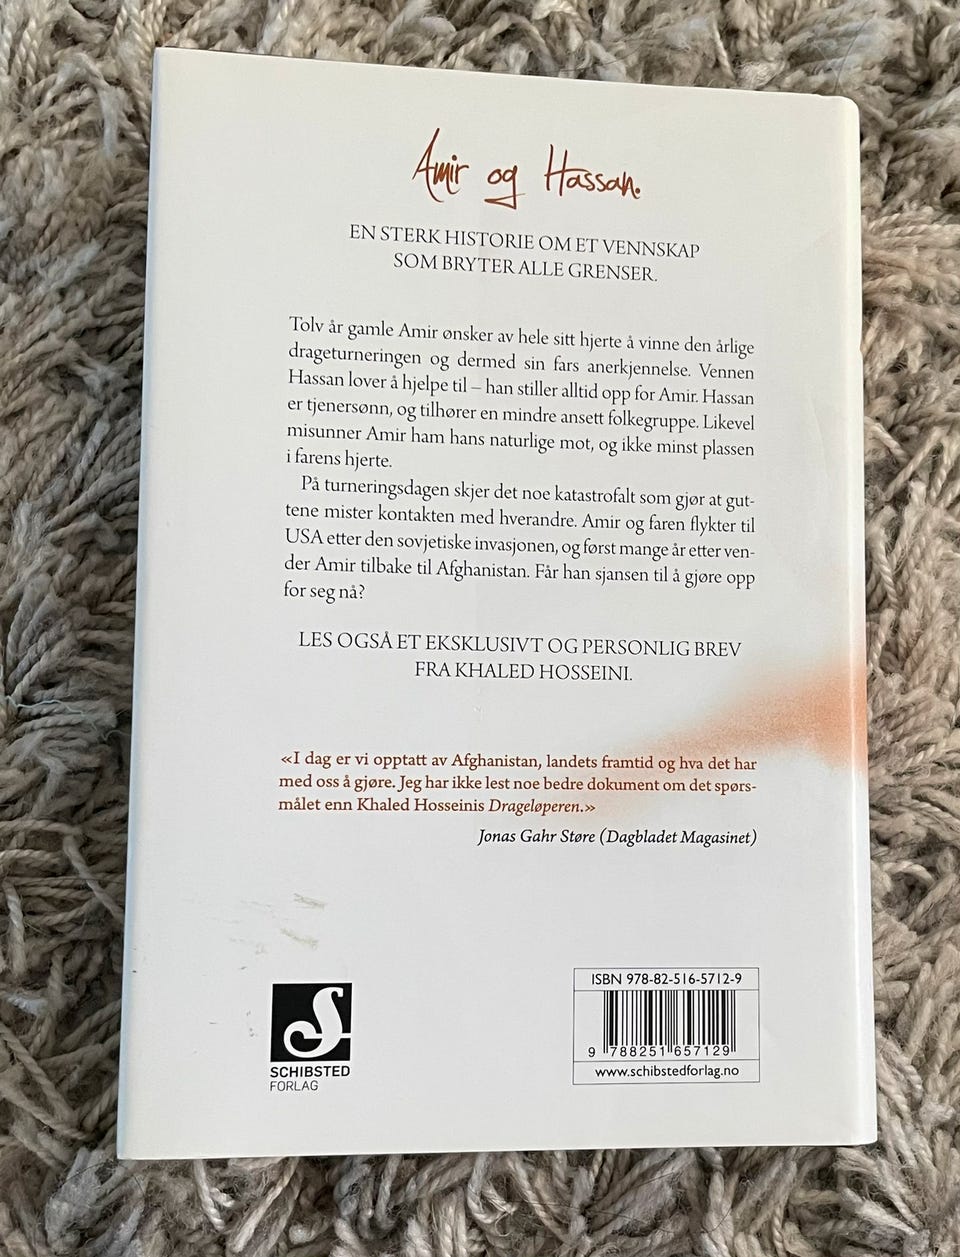 Amir og Hassan.
EN STERK HISTORIE OM ET VENNSKAP
SOM BRYTER ALLE GRENSER.
Tolv år gamle Amir ønsker av hele sitt hjerte å vinne den årlige
drageturneringen og dermed sin fars anerkjennelse. Vennen
Hassan lover å hjelpe til – han stiller alltid opp for Amir. Hassan
er tjenersønn, og tilhører en mindre ansett folkegruppe. Likevel
misunner Amir ham hans naturlige mot, og ikke minst plassen
i farens hjerte.
På turneringsdagen skjer det noe katastrofalt som gjør at gut-
tene mister kontakten med hverandre. Amir og faren flykter til
USA etter den sovjetiske invasjonen, og først mange år etter ven-
der Amir tilbake til Afghanistan. Får han sjansen til å gjøre opp
for seg nå?
LES OGSÅ ET EKSKLUSIVT OG PERSONLIG BREV
FRA KHALED HOSSEINI.
«I dag er vi opptatt av Afghanistan, landets framtid og hva det har
med oss å gjøre. Jeg har ikke lest noe bedre dokument om det spørs-
målet enn Khaled Hosseinis Drageløperen.»
Jonas Gahr Støre (Dagbladet Magasinet)
S
SCHIBSTED
FORLAG
ISBN 978-82-516-5712-9
9 788251 657129
www.schibstedforlag.no